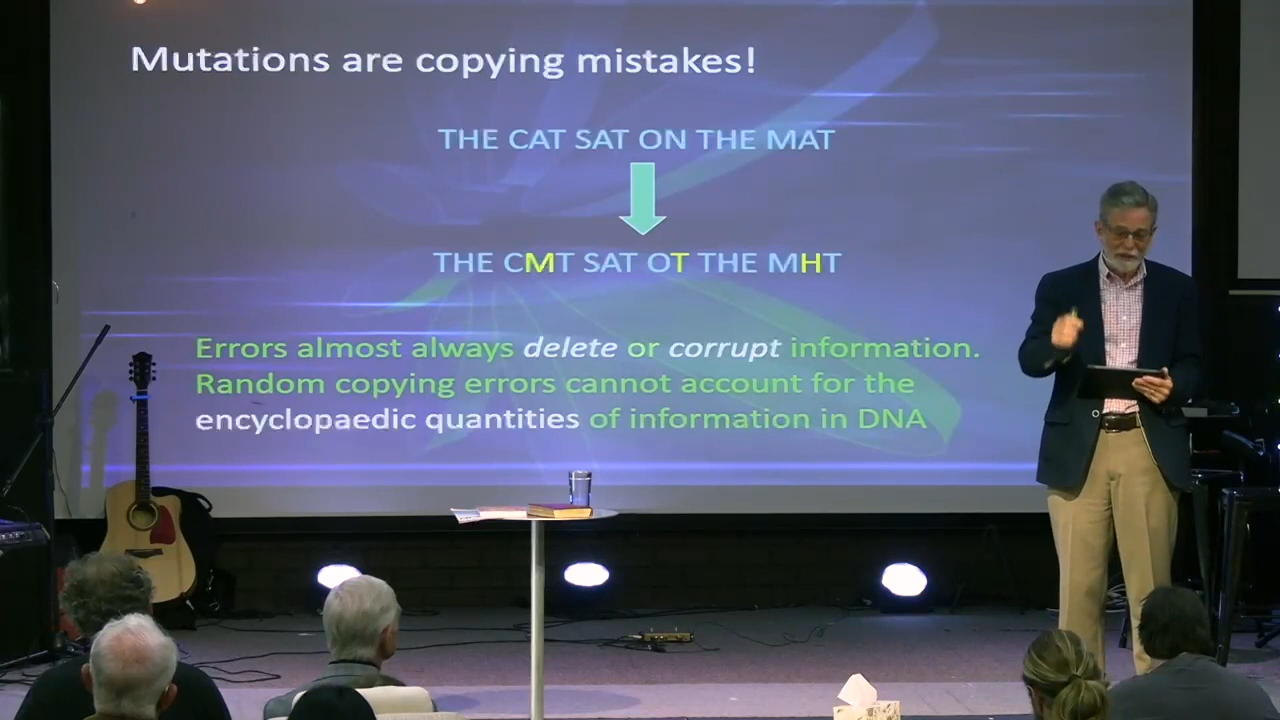 Mutations are copying mistakes!
THE CAT SAT ON THE MAT
THE CMT SAT OT THE MHT
Errors almost always delete or corrupt information.
Random copying errors cannot account for the
encyclopaedic quantities of information in DNA